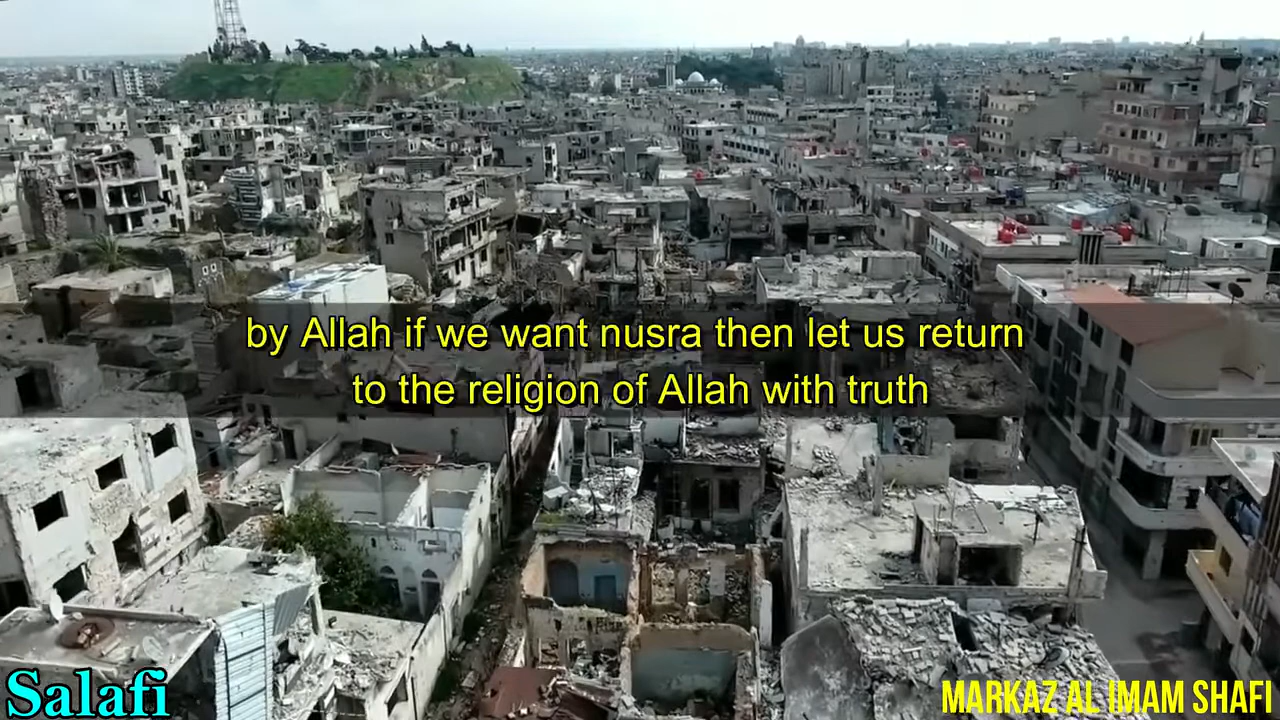 by Allah if we want nusra then let us return
to the religion of Allah with truth
Salafi
MARKAZ AL IMAM SHAFI